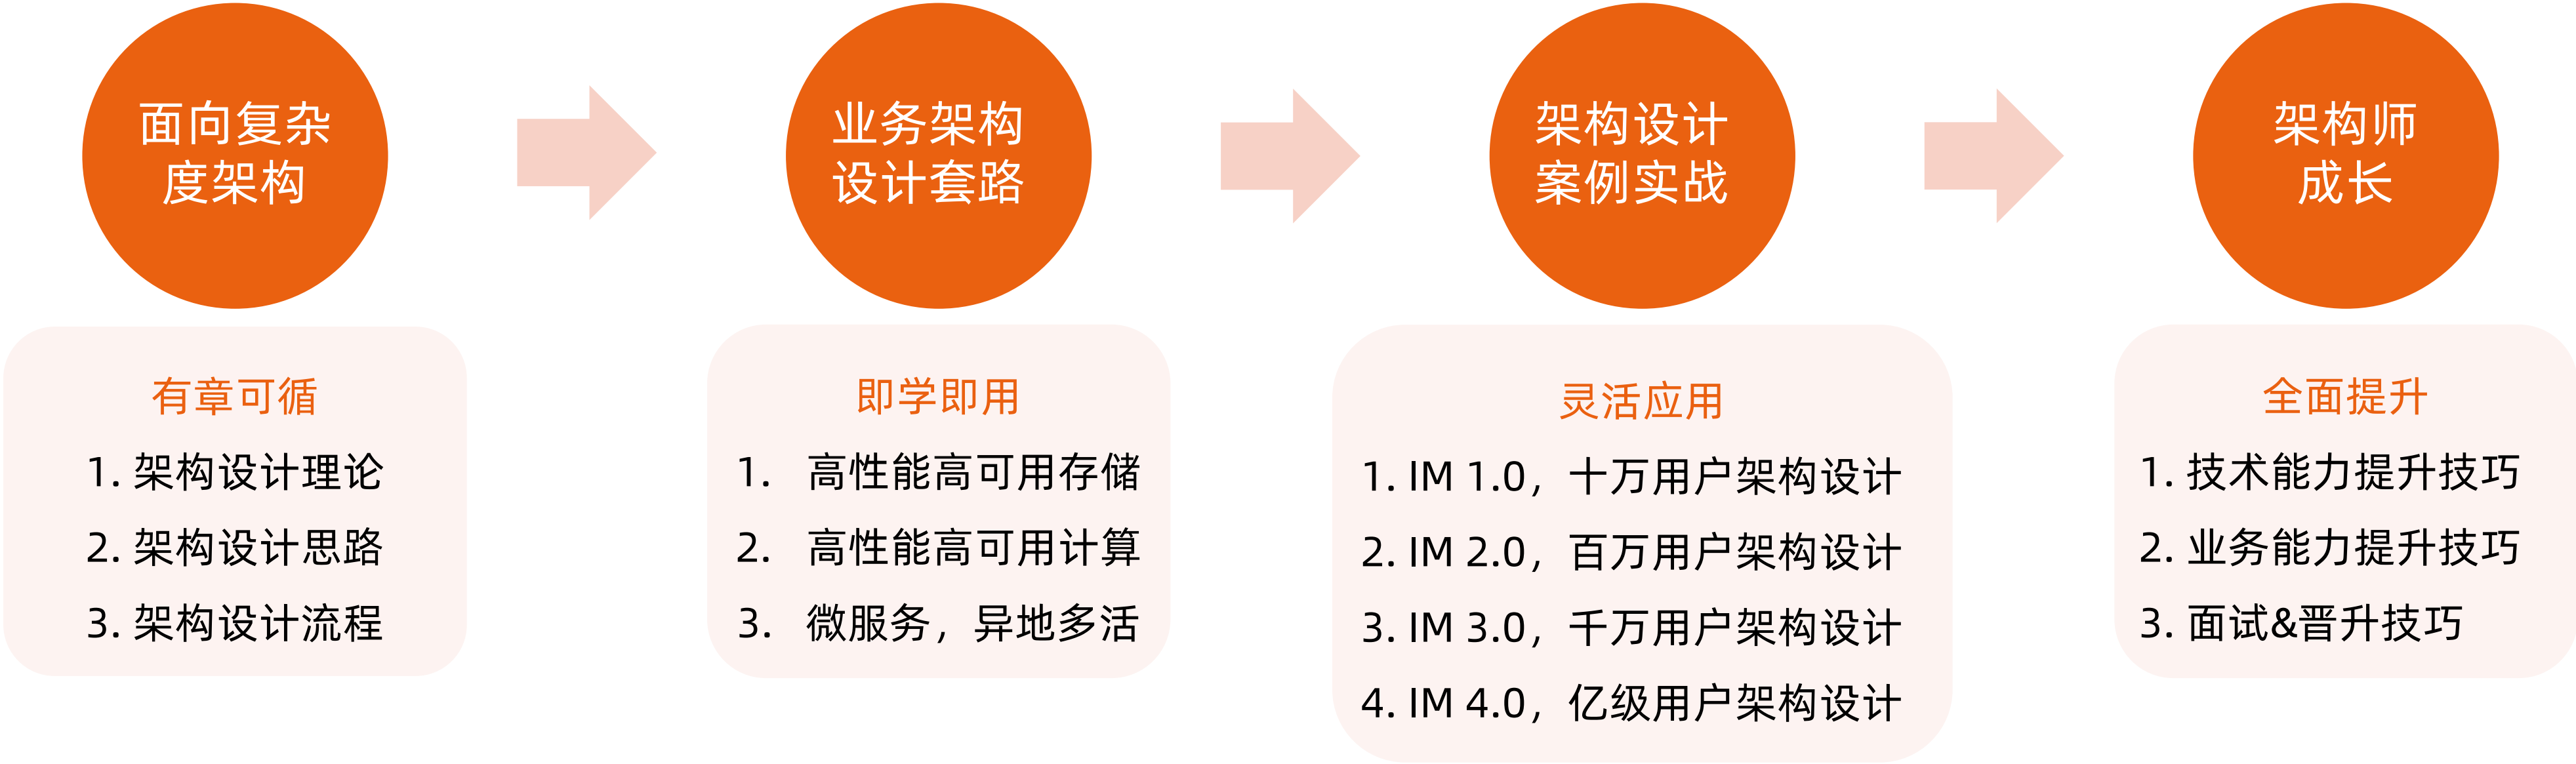 面向复杂
度架构
有章可循
1. 架构设计理论
2. 架构设计思路
3. 架构设计流程
业务架构
设计套路
即学即用
1. 高性能高可用存储
2. 高性能高可用计算
3. 微服务，异地多活
架构设计
案例实战
灵活应用
1. IM 1.0，十万用户架构设计
2. IM 2.0，百万用户架构设计
3. IM 3.0，千万用户架构设计
4. IM 4.0，亿级用户架构设计
架构师
成长
全面提升
1. 技术能力提升技巧
2. 业务能力提升技巧
3. 面试&晋升技巧